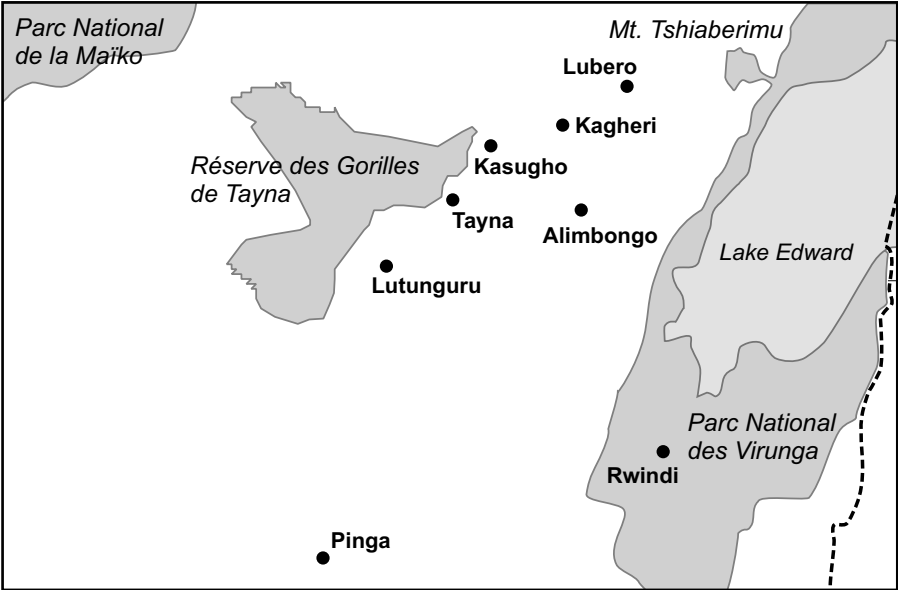 Parc National
de la Maïko
Mt. Tshiaberimu
Lubero
Kagheri
Kasugho
Réserve des Gorilles
de Tayna
Tayna
Alimbongo
Lake Edward
Lutunguru
Parc National
des Virunga
Rwindi
Pinga